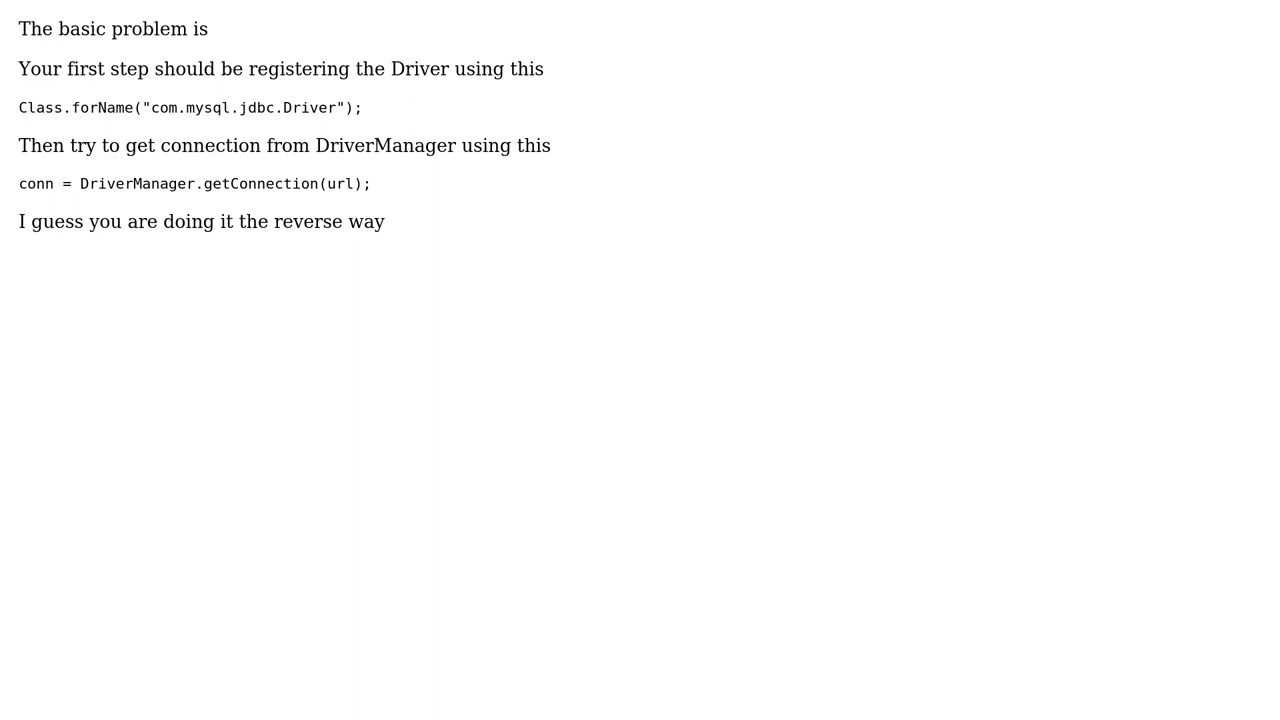 The basic problem is
Your first step should be registering the Driver using this
Class.forName("com.mysql.jdbc.Driver");
Then try to get connection from DriverManager using this
conn = DriverManager.getConnection(url);
I guess you are doing it the reverse way